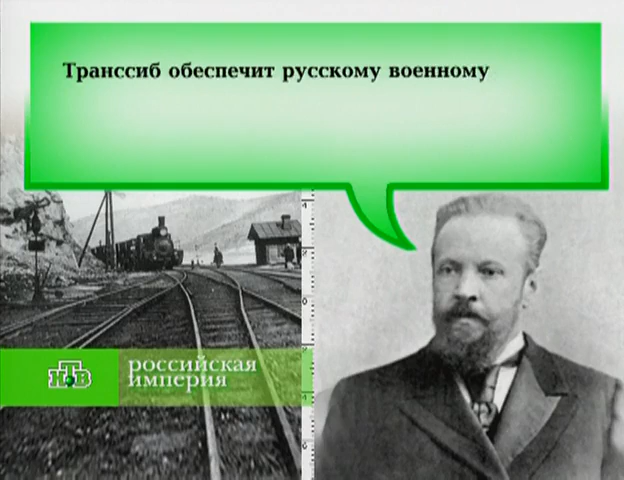 Транссиб обеспечит русскому военному
НТВ
российская
империя